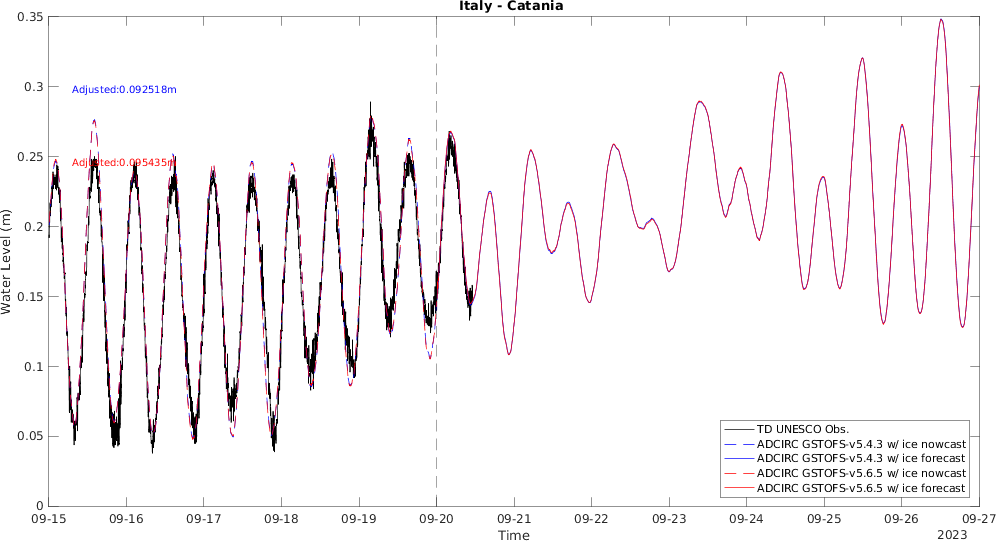 Italy - Catania
0.35
0.3
0.25
0.2
0.15
0.1
0.05
0
Water Level (m)
Adjusted:0.092518m
Adjusted:0.095435m
TD UNESCO Obs.
ADCIRC GSTOFS-v5.4.3 w/ ice nowcast
ADCIRC GSTOFS-v5.4.3 w/ ice forecast
ADCIRC GSTOFS-v5.6.5 w/ ice nowcast
ADCIRC GSTOFS-v5.6.5 w/ ice forecast
09-15 09-16 09-17 09-18 09-19 09-20 09-21 09-22 09-23 09-24 09-25 09-26 09-27
Time
2023